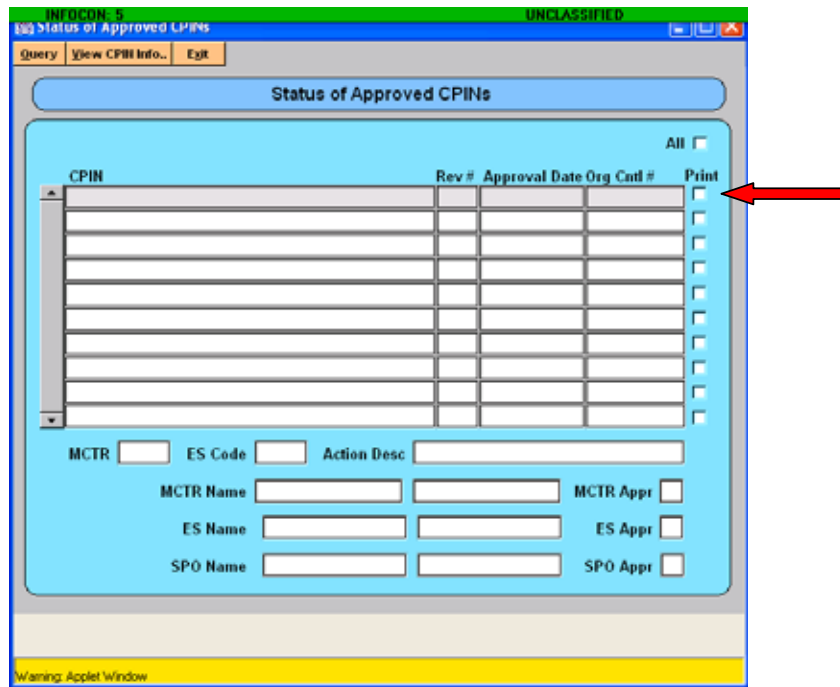 INFOCON: 5 UNCLASSIFIED
Status of Approved CPINs
Query View CPIN Info.. Exit
Status of Approved CPINs
All
CPIN Rev # Approval Date Org Cntl # Print
MCTR ES Code Action Desc
MCTR Name MCTR Appr
ES Name ES Appr
SPO Name SPO Appr
Warning: Applet Window